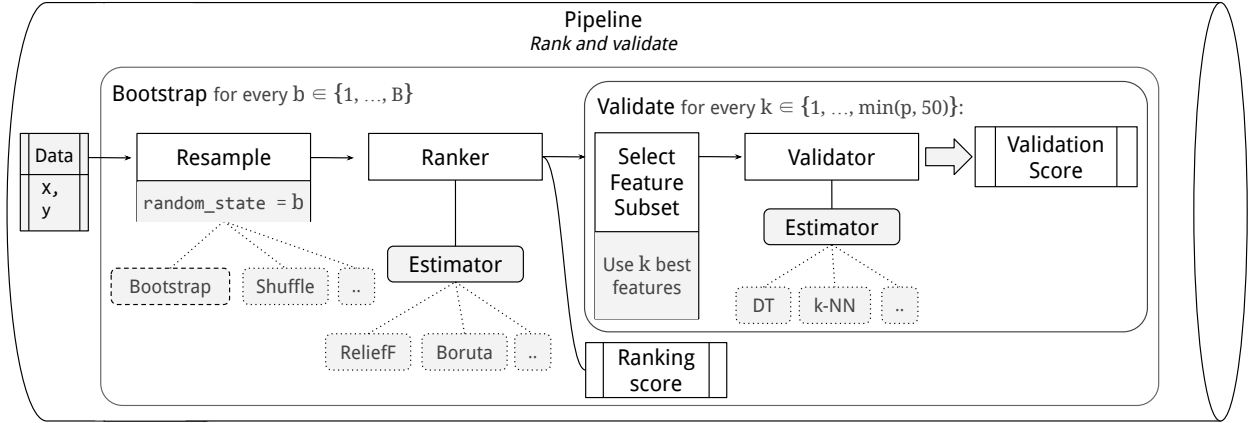 Pipeline
Rank and validate
Bootstrap for every b ∈ {1, ..., B}
Validate for every k ∈ {1, ..., min(p, 50)}:
Data
X,
y
Resample
random_state = b
Bootstrap
Shuffle
..
Ranker
Estimator
ReliefF
Boruta
..
Select
Feature
Subset
Use k best
features
Validator
Estimator
DT
k-NN
..
Validation
Score
Ranking
score